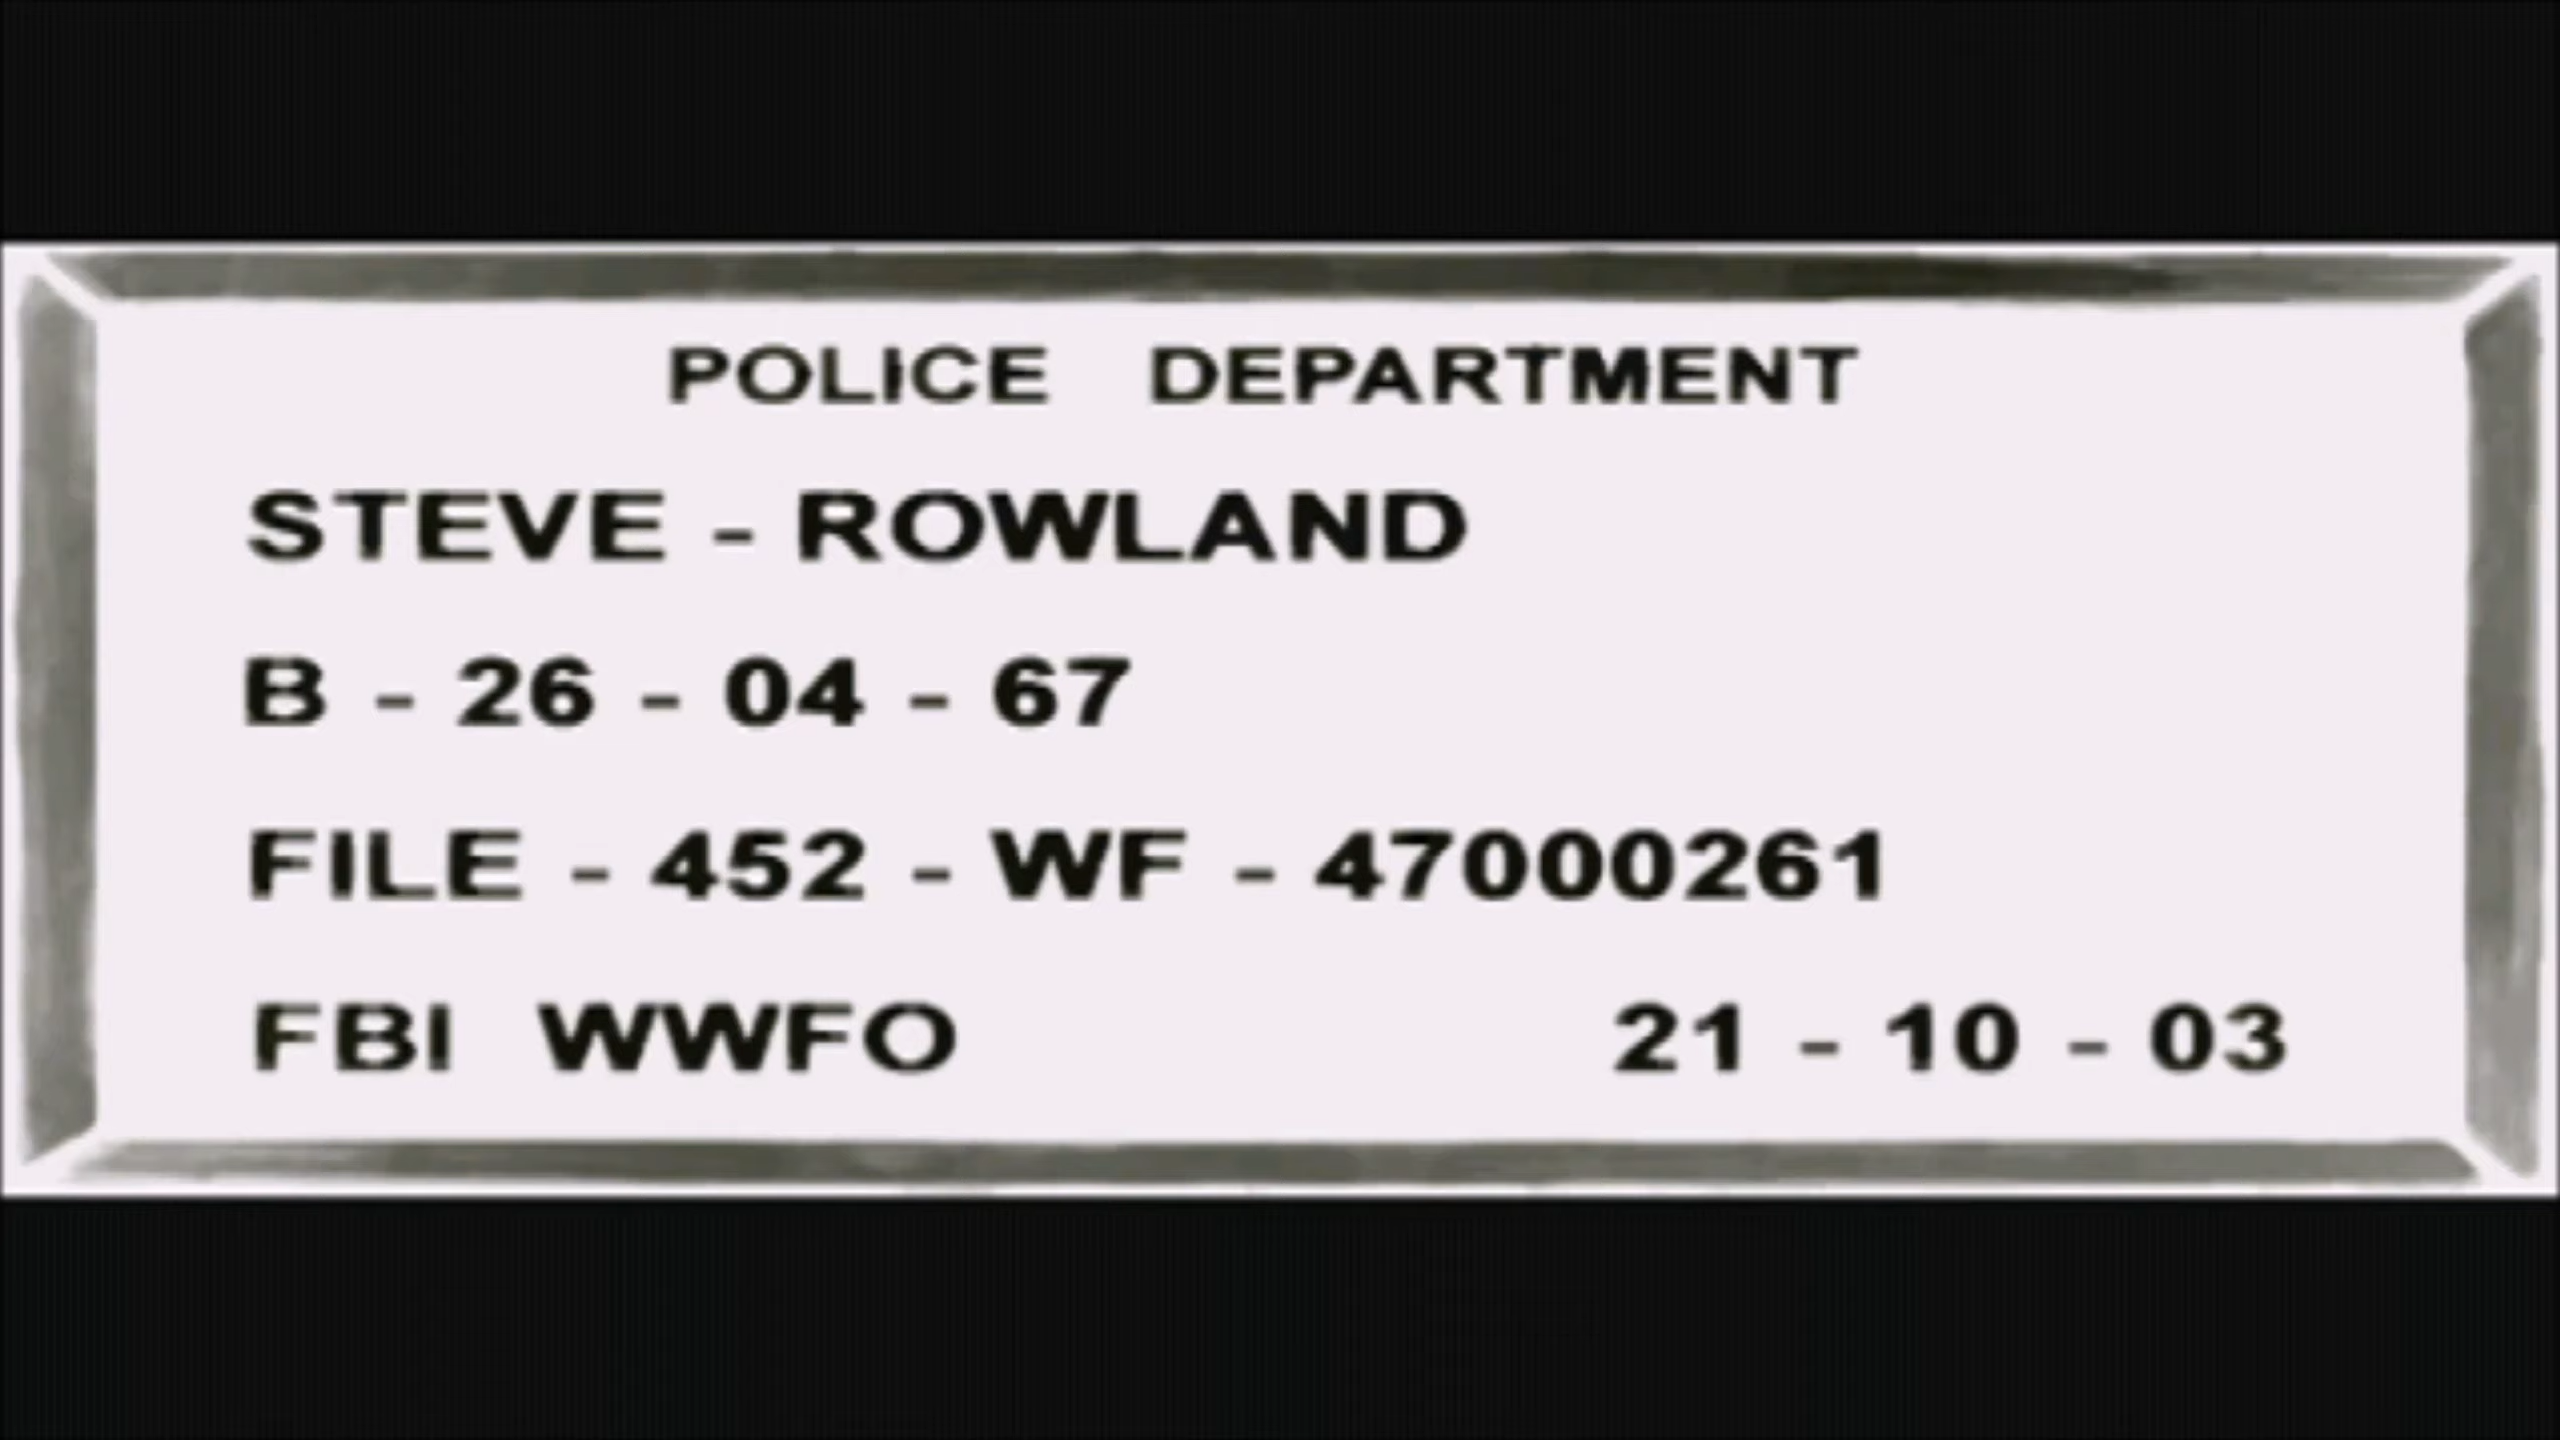 POLICE DEPARTMENT
STEVE - ROWLAND
B - 26 - 04 - 67
FILE - 452 - WF - 47000261
FBI WWFO 21 - 10 - 03